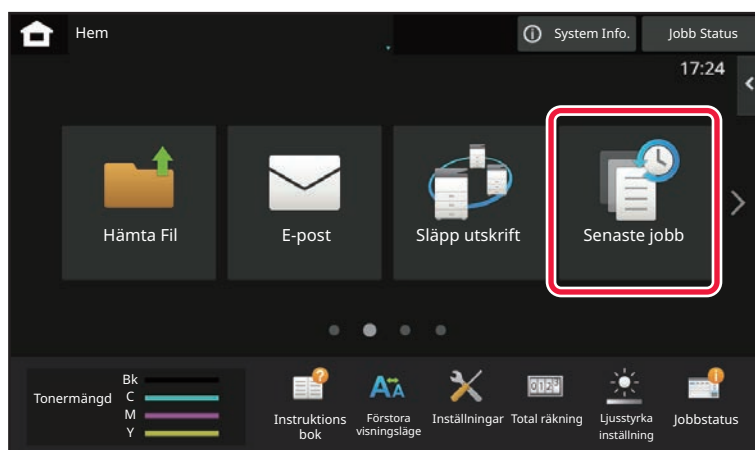 Hem
System Info.
Jobb Status
17:24
Hämta Fil
E-post
Släpp utskrift
Senaste jobb
Tonermängd
Bk
C
M
Y
Instruktions
bok
Förstora
visningsläge
Inställningar
0123
Total räkning
Ljusstyrka
inställning
Jobbstatus